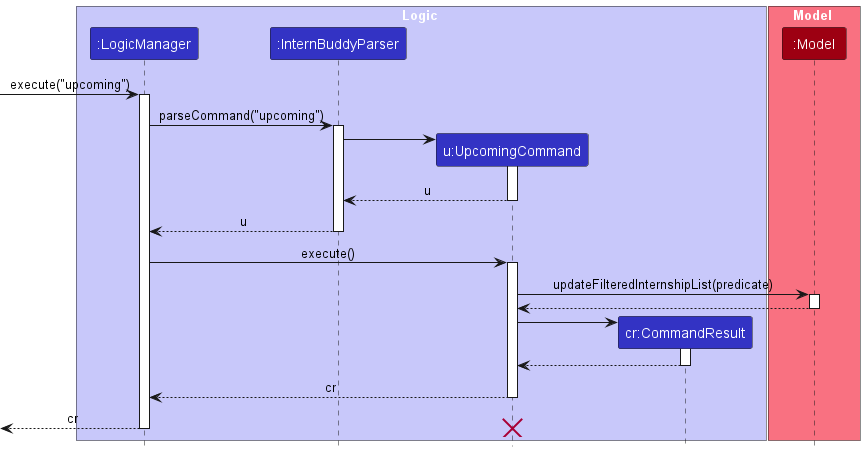 Logic
Model
:LogicManager
:InternBuddyParser
:Model
execute("upcoming")
parseCommand("upcoming")
u:UpcomingCommand
u
u
execute()
updateFilteredInternshipList(predicate)
cr:CommandResult
cr
cr